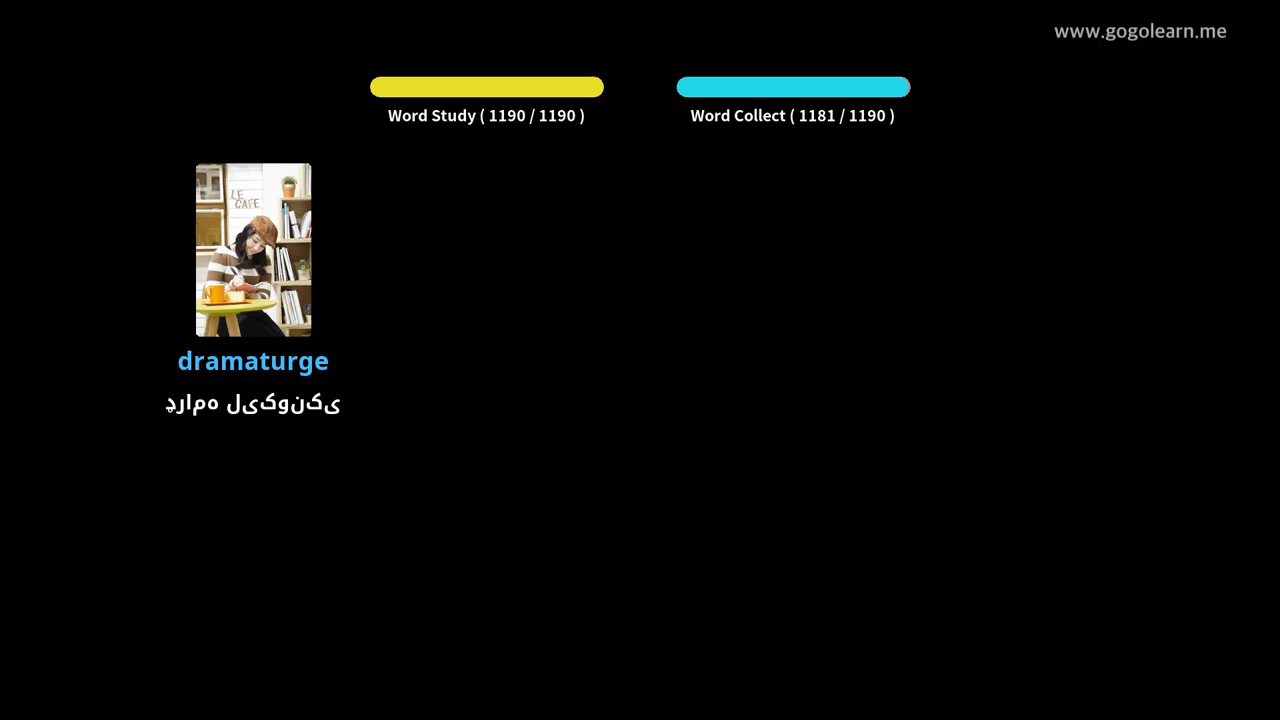 www.gogolearn.me
Word Study ( 1190 / 1190 )
Word Collect ( 1181 / 1190 )
LE
CAFE
dramaturge
ډرامه لیکونکی